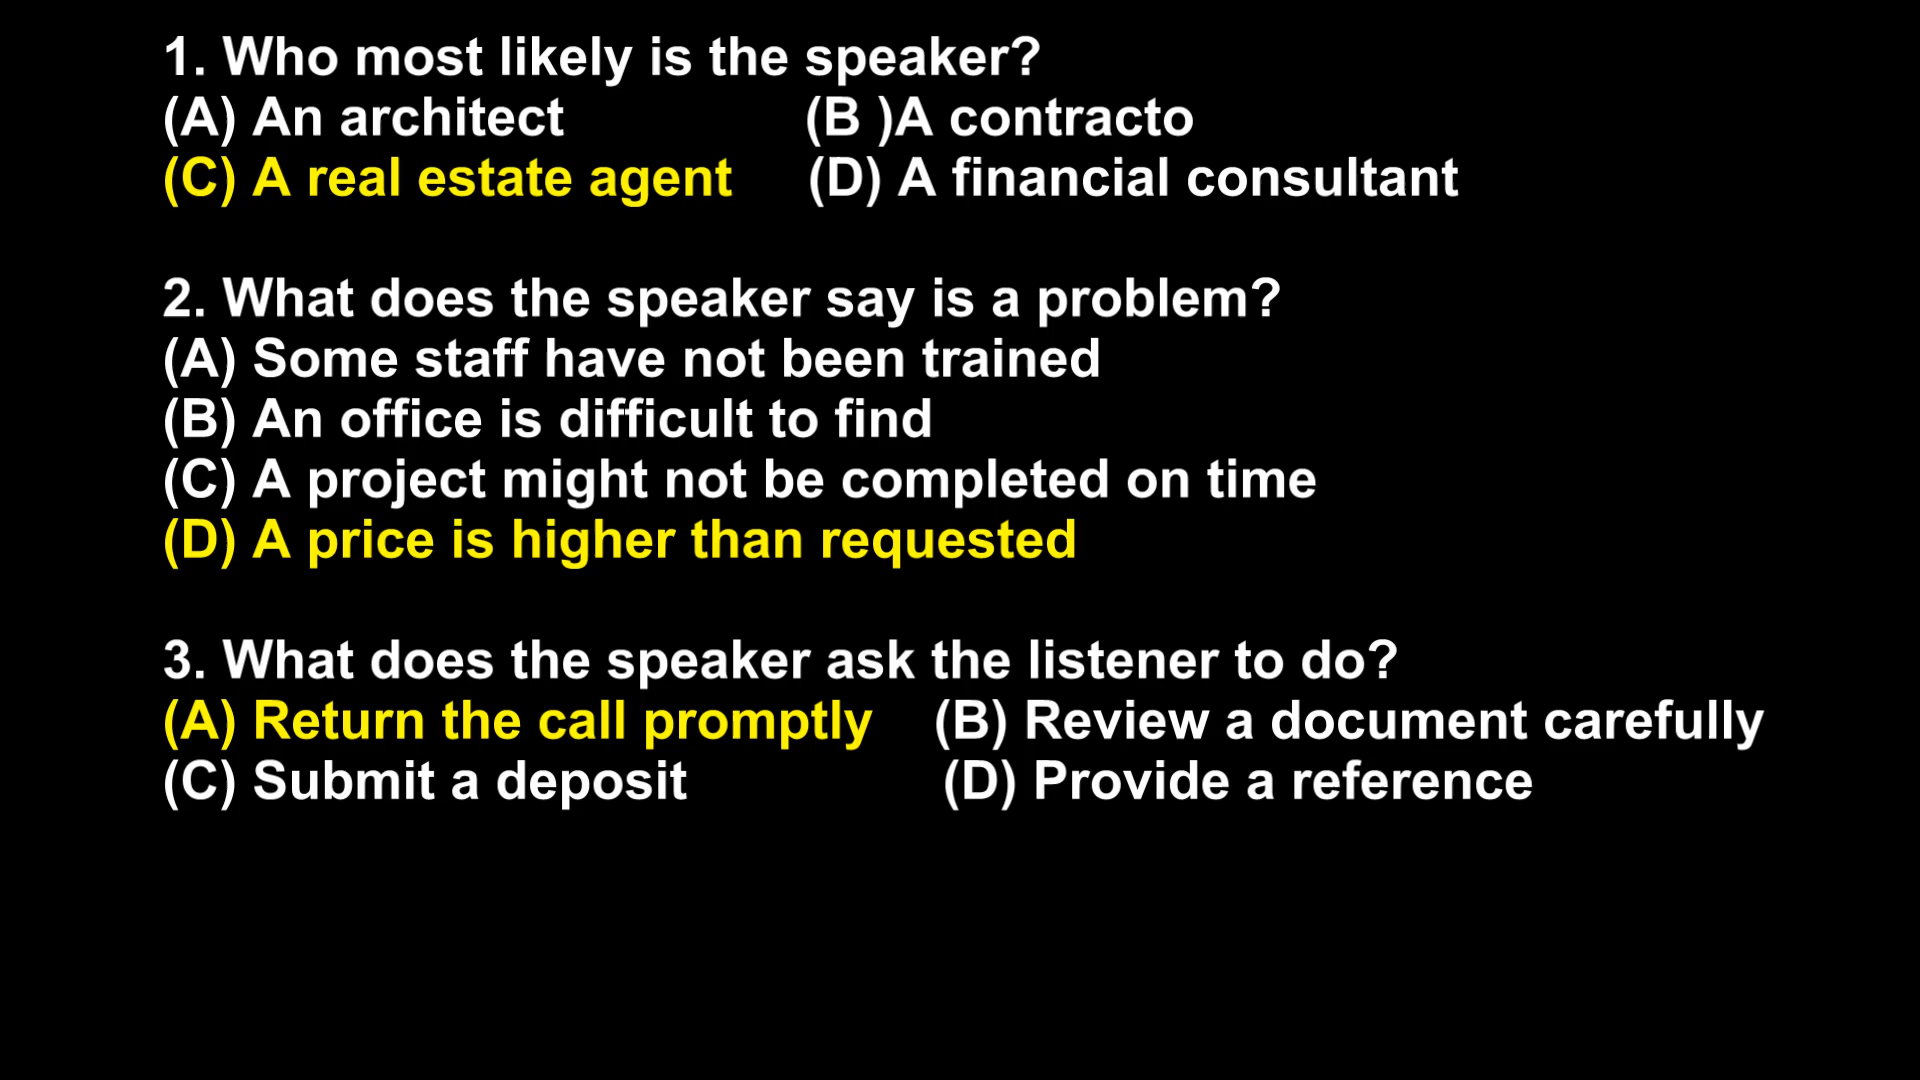 1. Who most likely is the speaker?
(A) An architect (B )A contracto
(C) A real estate agent (D) A financial consultant
2. What does the speaker say is a problem?
(A) Some staff have not been trained
(B) An office is difficult to find
(C) A project might not be completed on time
(D) A price is higher than requested
3. What does the speaker ask the listener to do?
(A) Return the call promptly (B) Review a document carefully
(C) Submit a deposit (D) Provide a reference